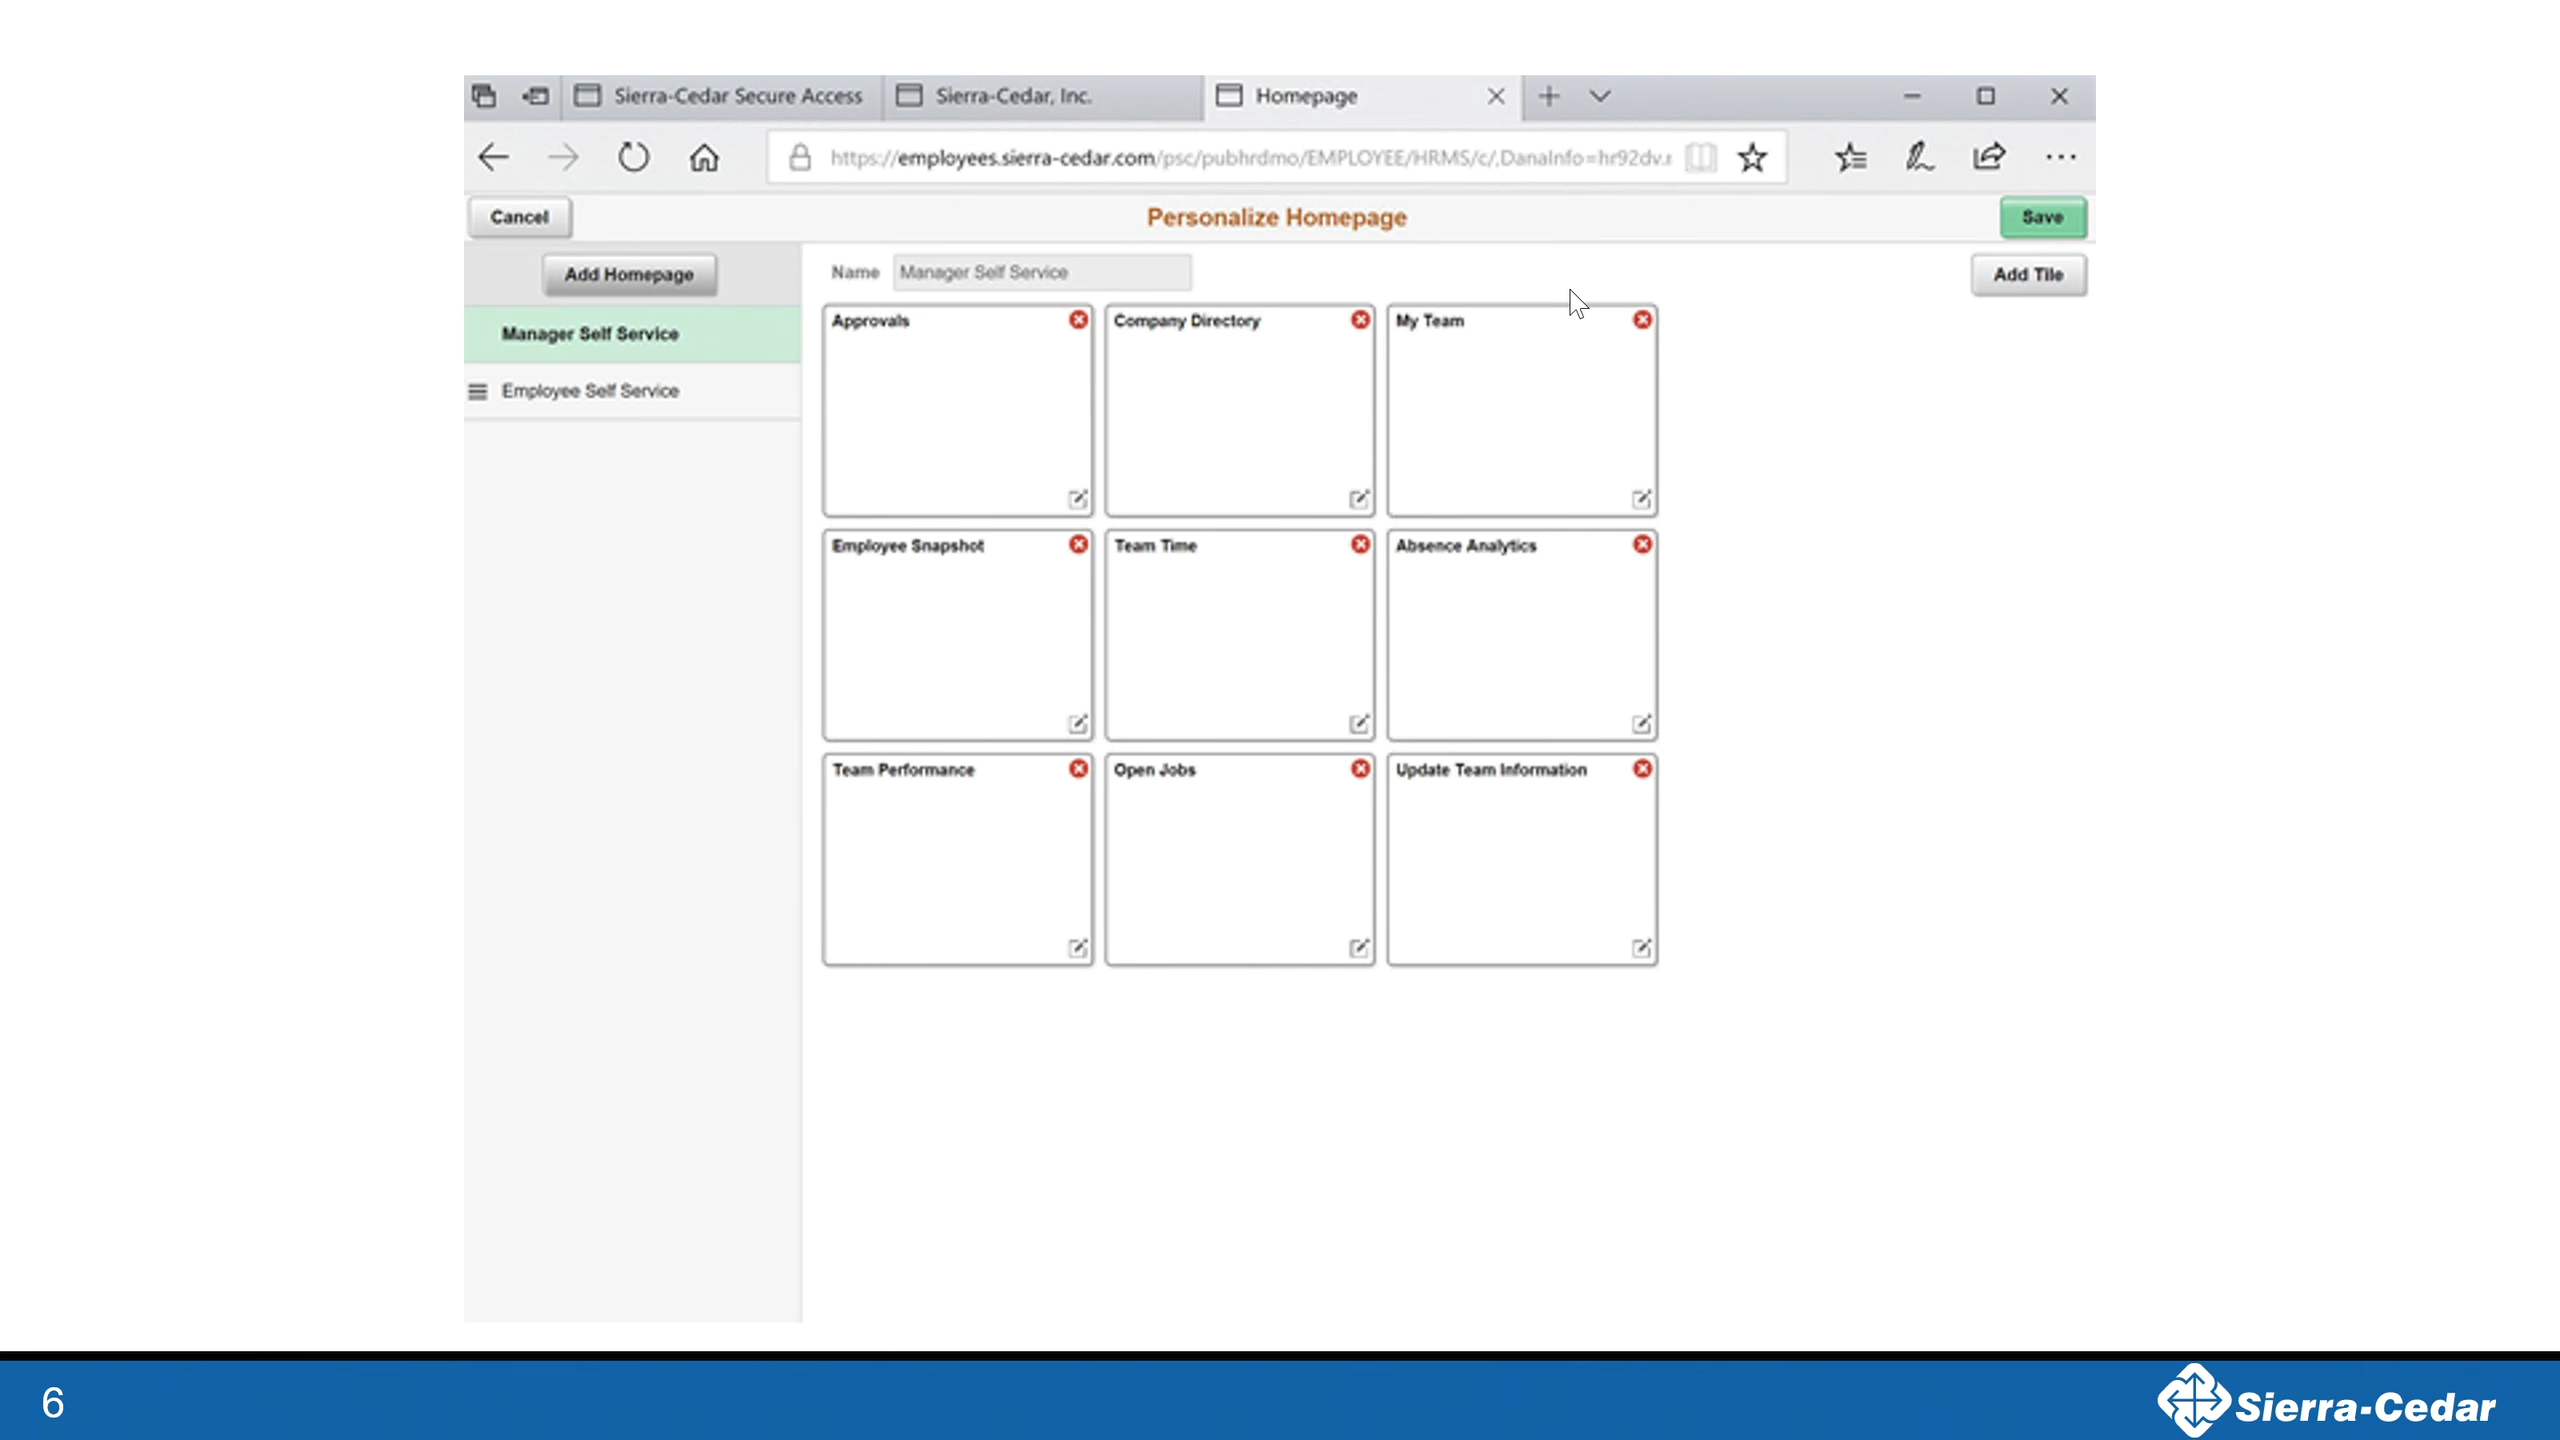 Sierra-Cedar Secure Access Sierra-Cedar, Inc. Homepage
https://employees.sierra-cedar.com/psc/pubhrdmo/EMPLOYEE/HRMS/c/,DanaInfo=hr92dv.r
Cancel Personalize Homepage Save
Add Homepage Name Manager Self Service Add Tile
Manager Self Service
Employee Self Service
Approvals Company Directory My Team
Employee Snapshot Team Time Absence Analytics
Team Performance Open Jobs Update Team Information
6 Sierra-Cedar